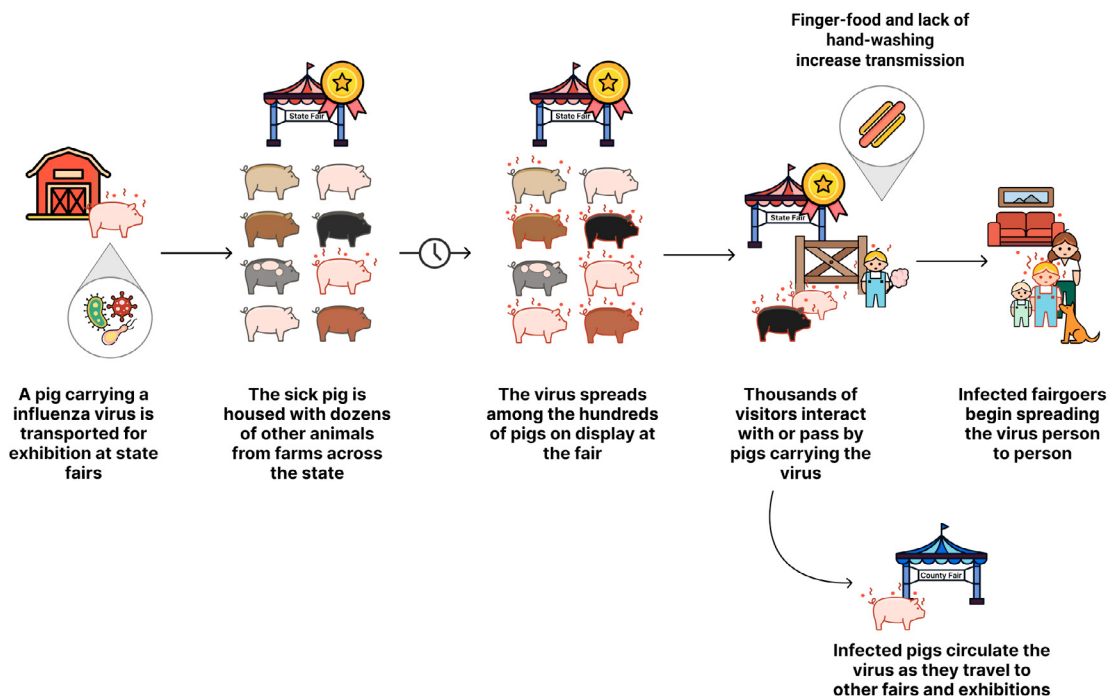 Finger-food and lack of
hand-washing
increase transmission
State Fair
State Fair
State Fair
A pig carrying a
influenza virus is
transported for
exhibition at state
fairs
The sick pig is
housed with dozens
of other animals
from farms across
the state
The virus spreads
among the hundreds
of pigs on display at
the fair
Thousands of
visitors interact
with or pass by
pigs carrying the
virus
Infected fairgoers
begin spreading
the virus person
to person
County Fair
Infected pigs circulate the
virus as they travel to
other fairs and exhibitions